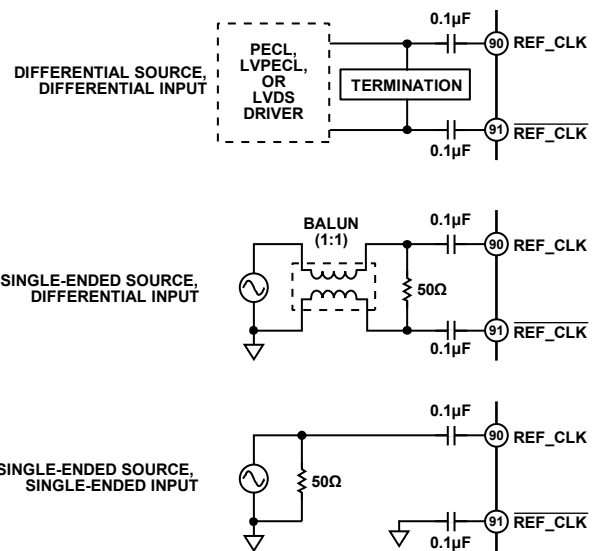 DIFFERENTIAL SOURCE,
DIFFERENTIAL INPUT
PECL,
LVPECL,
OR
LVDS
DRIVER
TERMINATION
0.1µF
90 REF_CLK
91 REF_CLK
0.1µF
SINGLE-ENDED SOURCE,
DIFFERENTIAL INPUT
BALUN
(1:1)
50Ω
0.1µF
90 REF_CLK
91 REF_CLK
0.1µF
SINGLE-ENDED SOURCE,
SINGLE-ENDED INPUT
50Ω
0.1µF
90 REF_CLK
91 REF_CLK
0.1µF